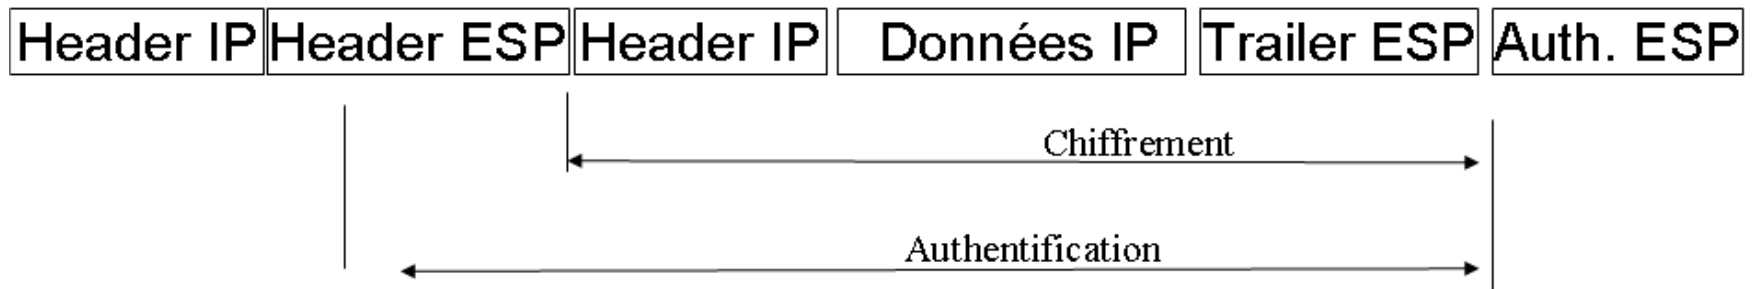 Header IP Header ESP Header IP Données IP Trailer ESP Auth. ESP
Chiffrement
Authentification